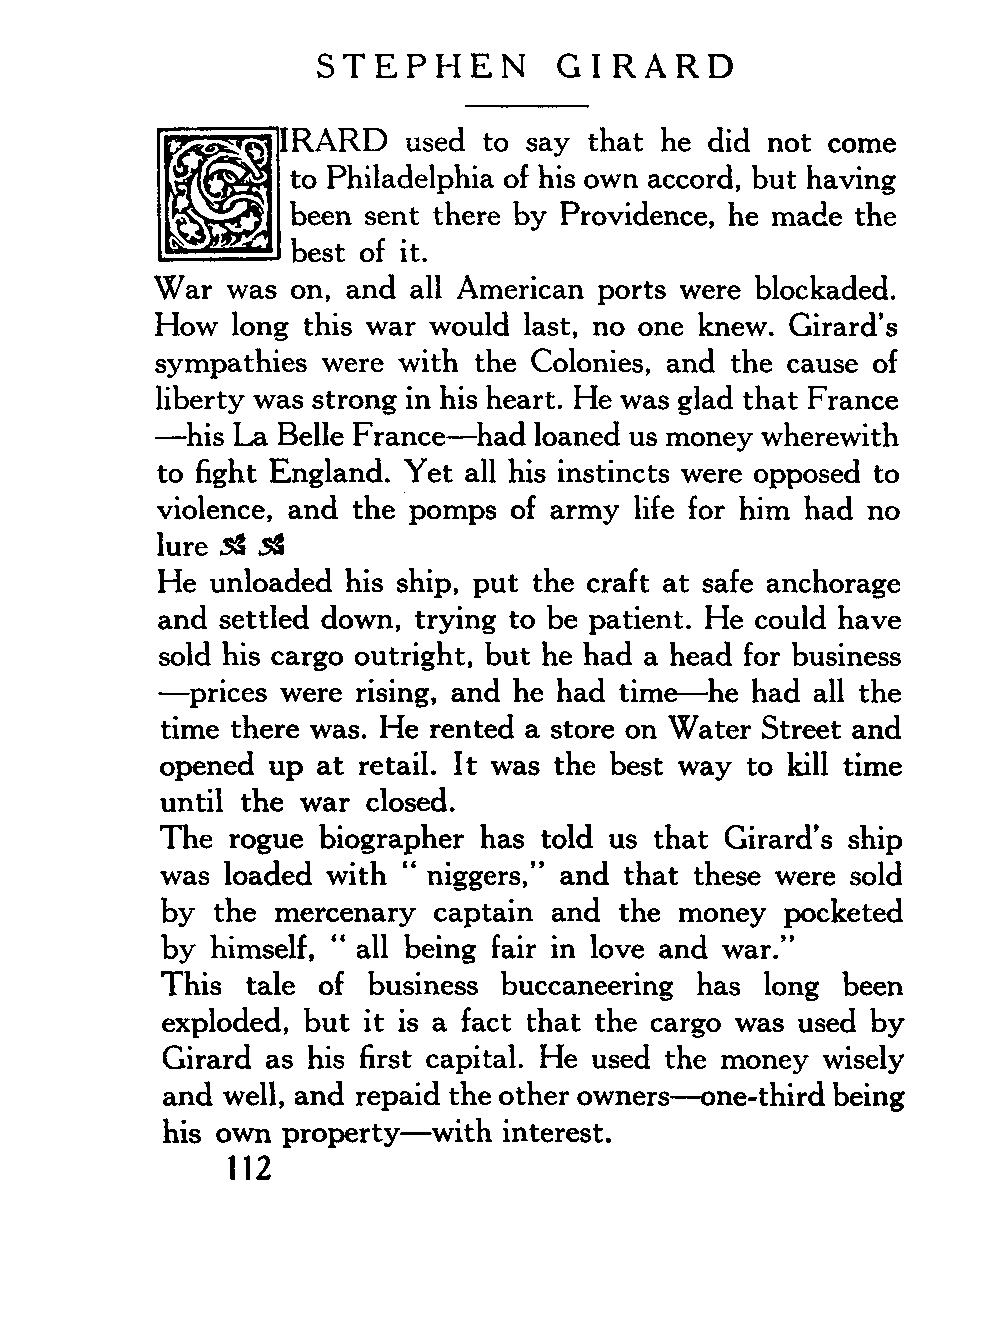 STEPHEN GIRARD
GIRARD used to say that he did not come
to Philadelphia of his own accord, but having
been sent there by Providence, he made the
best of it.
War was on, and all American ports were blockaded.
How long this war would last, no one knew. Girard's
sympathies were with the Colonies, and the cause of
liberty was strong in his heart. He was glad that France
—his La Belle France—had loaned us money wherewith
to fight England. Yet all his instincts were opposed to
violence, and the pomps of army life for him had no
lure
He unloaded his ship, put the craft at safe anchorage
and settled down, trying to be patient. He could have
sold his cargo outright, but he had a head for business
—prices were rising, and he had time—he had all the
time there was. He rented a store on Water Street and
opened up at retail. It was the best way to kill time
until the war closed.
The rogue biographer has told us that Girard's ship
was loaded with “ niggers,” and that these were sold
by the mercenary captain and the money pocketed
by himself, “ all being fair in love and war.”
This tale of business buccaneering has long been
exploded, but it is a fact that the cargo was used by
Girard as his first capital. He used the money wisely
and well, and repaid the other owners—one-third being
his own property—with interest.
112